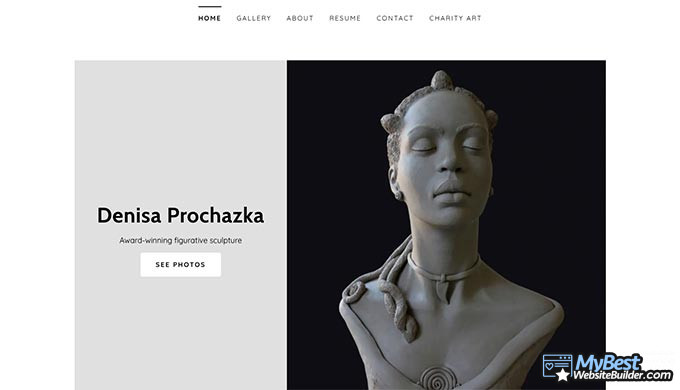 HOME GALLERY ABOUT RESUME CONTACT CHARITY ART
Denisa Prochazka
Award-winning figurative sculpture
SEE PHOTOS
MyBest
WebsiteBuilder.com